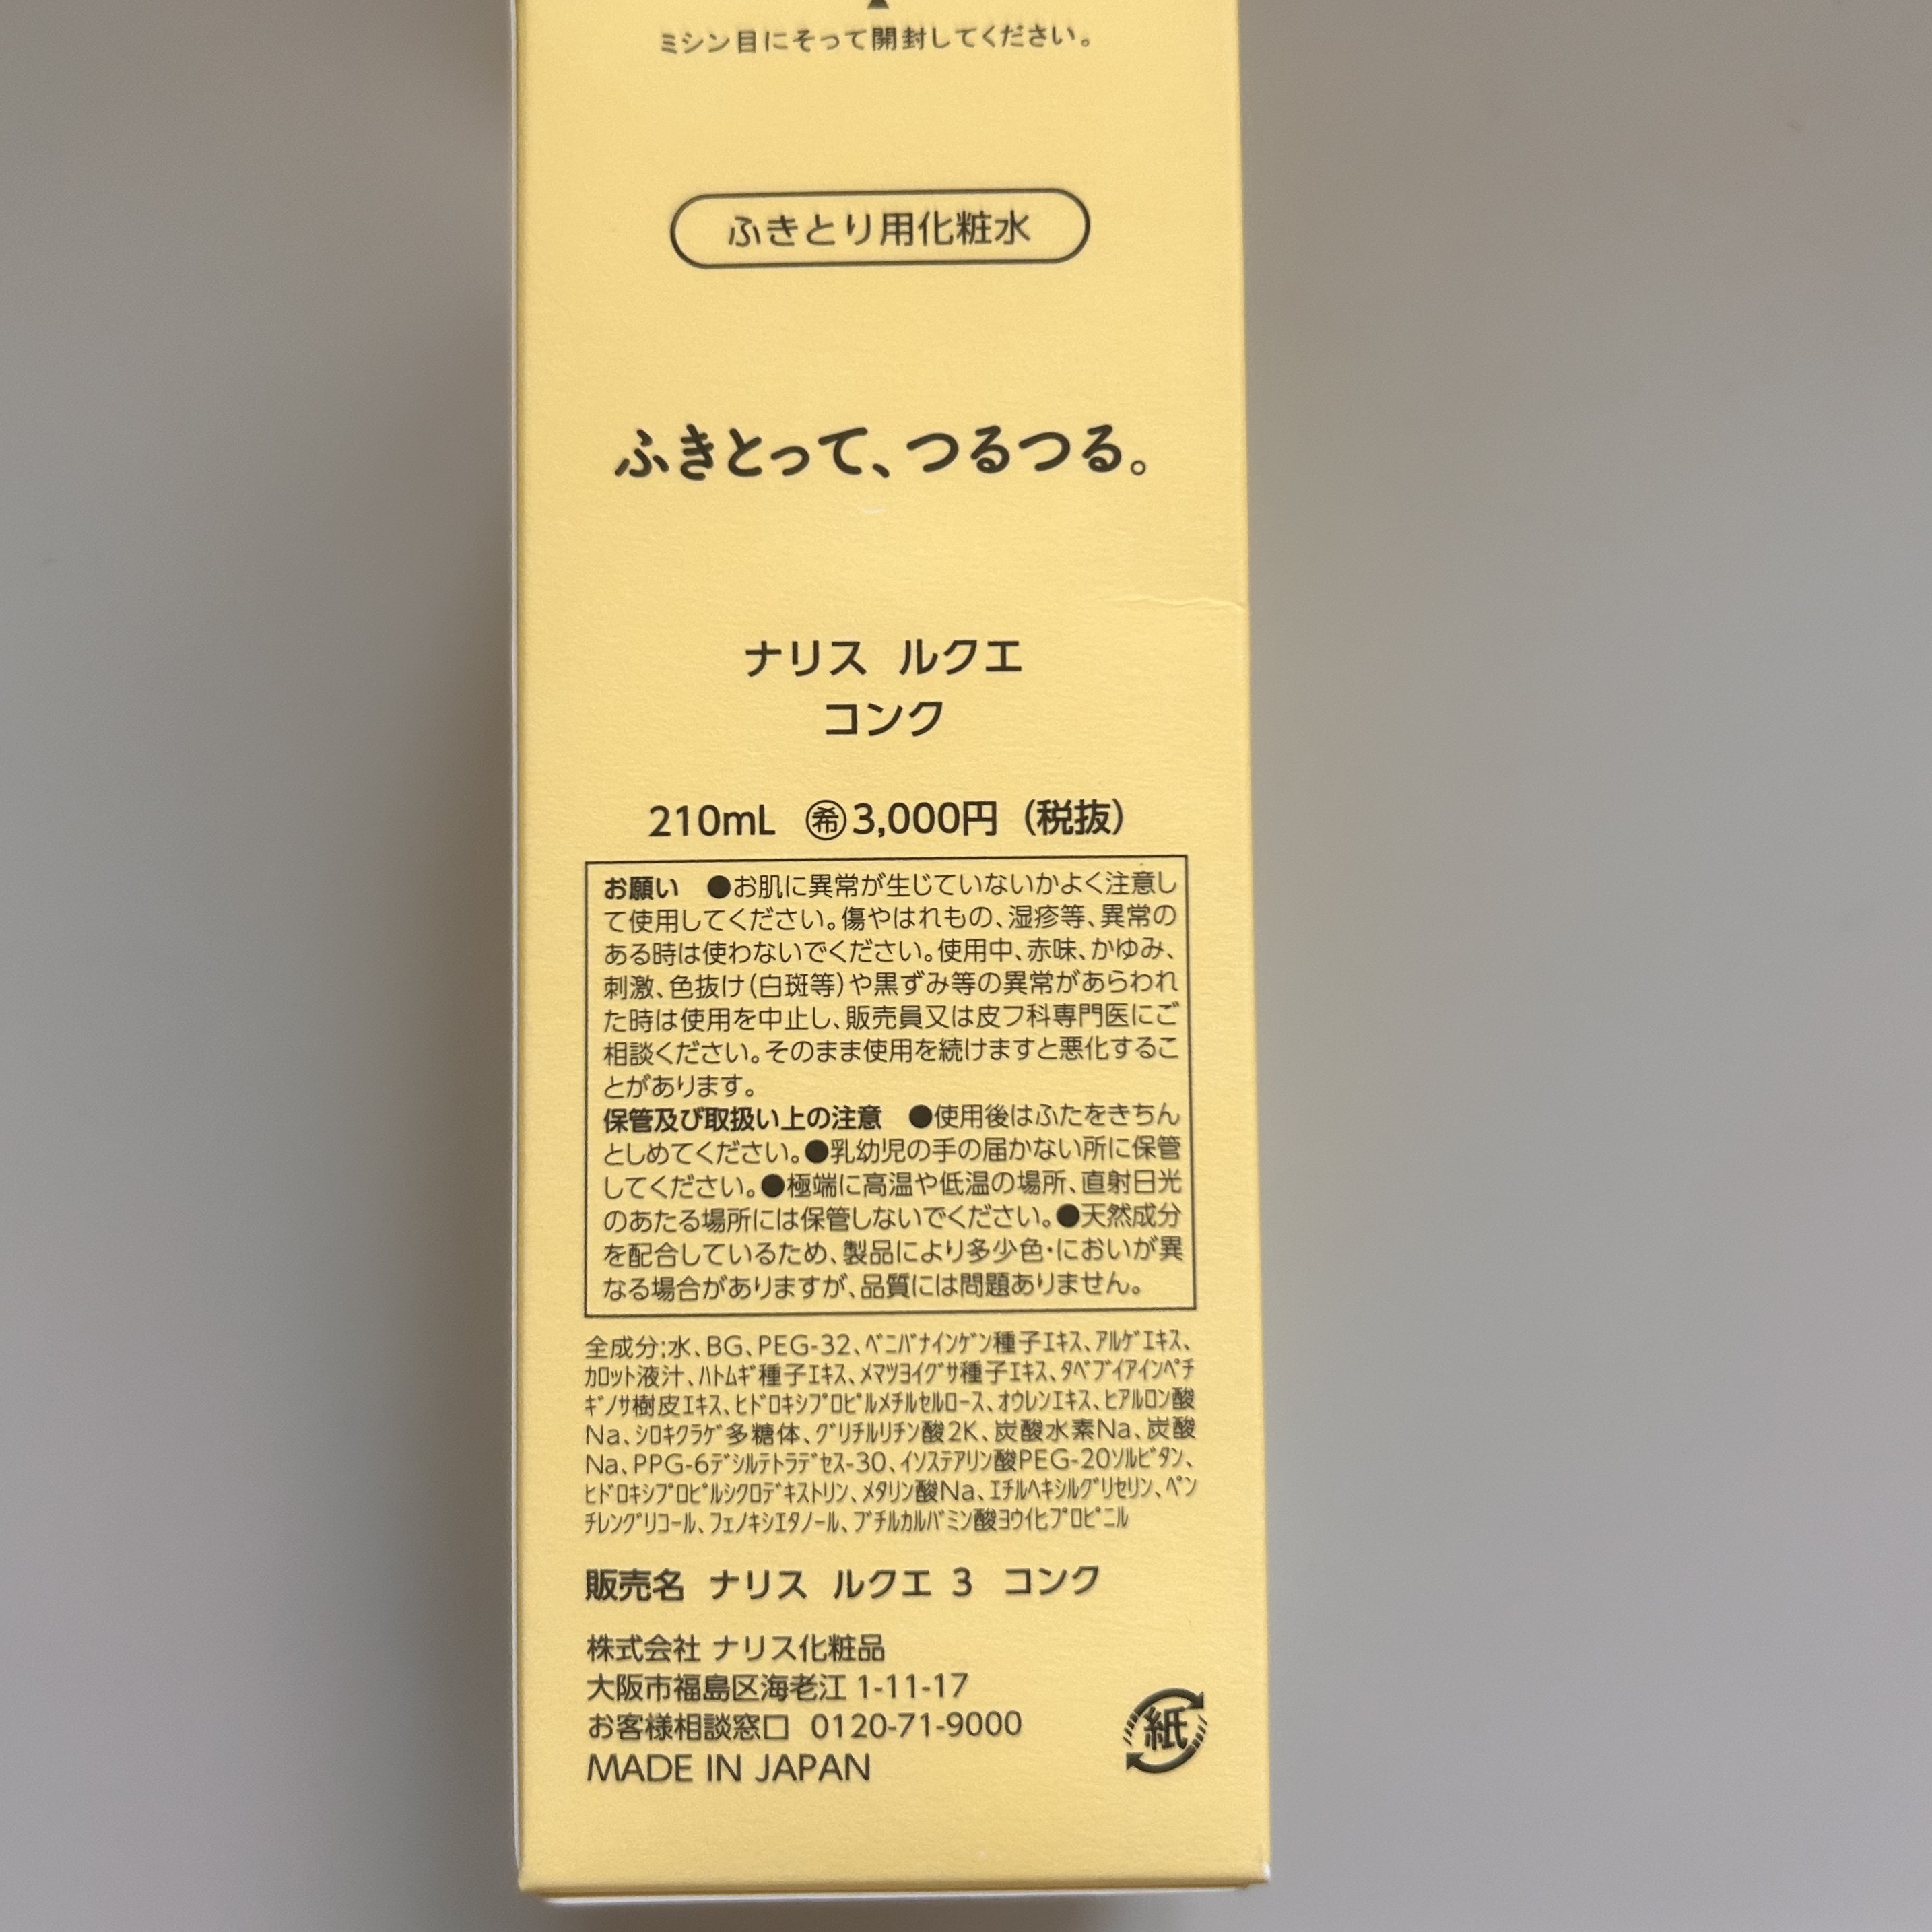 ミシン目にそって開封してください。
ふきとり用化粧水
ふきとって、つるつる。
ナリス ルクエ
コンク
210mL ㊝3,000円（税抜）
お願い ●お肌に異常が生じていないかよく注意し
て使用してください。傷やはれもの、湿疹等、異常の
ある時は使わないでください。使用中、赤味、かゆみ、
刺激、色抜け（白斑等）や黒ずみ等の異常があらわれ
た時は使用を中止し、販売員又は皮フ科専門医にご
相談ください。そのまま使用を続けますと悪化するこ
とがあります。
保管及び取扱い上の注意 ●使用後はふたをきちん
としめてください。●乳幼児の手の届かない所に保管
してください。●極端に高温や低温の場所、直射日光
のあたる場所には保管しないでください。●天然成分
を配合しているため、製品により多少色・においが異
なる場合がありますが、品質には問題ありません。
全成分:水、BG、PEG-32、ﾍﾞﾆﾊﾞﾅｲﾝｹﾞﾝ種子ｴｷｽ、ｱﾙｹﾞｴｷｽ、
ｶﾛｯﾄ液汁、ﾊﾄﾑｷﾞ種子ｴｷｽ、ﾒﾏﾂﾖｲｸﾞｻ種子ｴｷｽ、ﾀﾍﾞﾌﾞｲｱｲﾝﾍﾟﾁ
ｷﾞﾉｻ樹皮ｴｷｽ、ﾋﾄﾞﾛｷｼﾌﾟﾛﾋﾟﾙﾒﾁﾙｾﾙﾛｰｽ、ｵｳﾚﾝｴｷｽ、ﾋｱﾙﾛﾝ酸
Na、ｼﾛｷｸﾗｹﾞ多糖体、ｸﾞﾘﾁﾙﾘﾁﾝ酸2K、炭酸水素Na、炭酸
Na、PPG-6ﾃﾞｼﾙﾃﾄﾗﾃﾞｾｽ-30、ｲｿｽﾃｱﾘﾝ酸PEG-20ｿﾙﾋﾞﾀﾝ、
ﾋﾄﾞﾛｷｼﾌﾟﾛﾋﾟﾙｼｸﾛﾃﾞｷｽﾄﾘﾝ、ﾒﾀﾘﾝ酸Na、ｴﾁﾙﾍｷｼﾙｸﾞﾘｾﾘﾝ、ﾍﾟﾝ
ﾁﾚﾝｸﾞﾘｺｰﾙ、ﾌｪﾉｷｼｴﾀﾉｰﾙ、ﾌﾞﾁﾙｶﾙﾊﾞﾐﾝ酸ﾖｳ化ﾌﾟﾛﾋﾟﾆﾙ
販売名 ナリス ルクエ 3 コンク
株式会社 ナリス化粧品
大阪市福島区海老江 1-11-17
お客様相談窓口 0120-71-9000
MADE IN JAPAN
紙